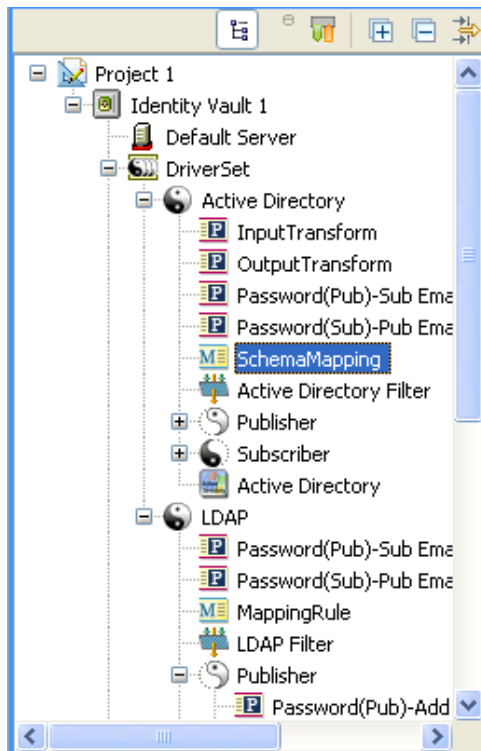 Project 1
Identity Vault 1
Default Server
DriverSet
Active Directory
InputTransform
OutputTransform
Password(Pub)-Sub Ema
Password(Sub)-Pub Ema
SchemaMapping
Active Directory Filter
Publisher
Subscriber
Active Directory
LDAP
Password(Pub)-Sub Ema
Password(Sub)-Pub Ema
MappingRule
LDAP Filter
Publisher
Password(Pub)-Add